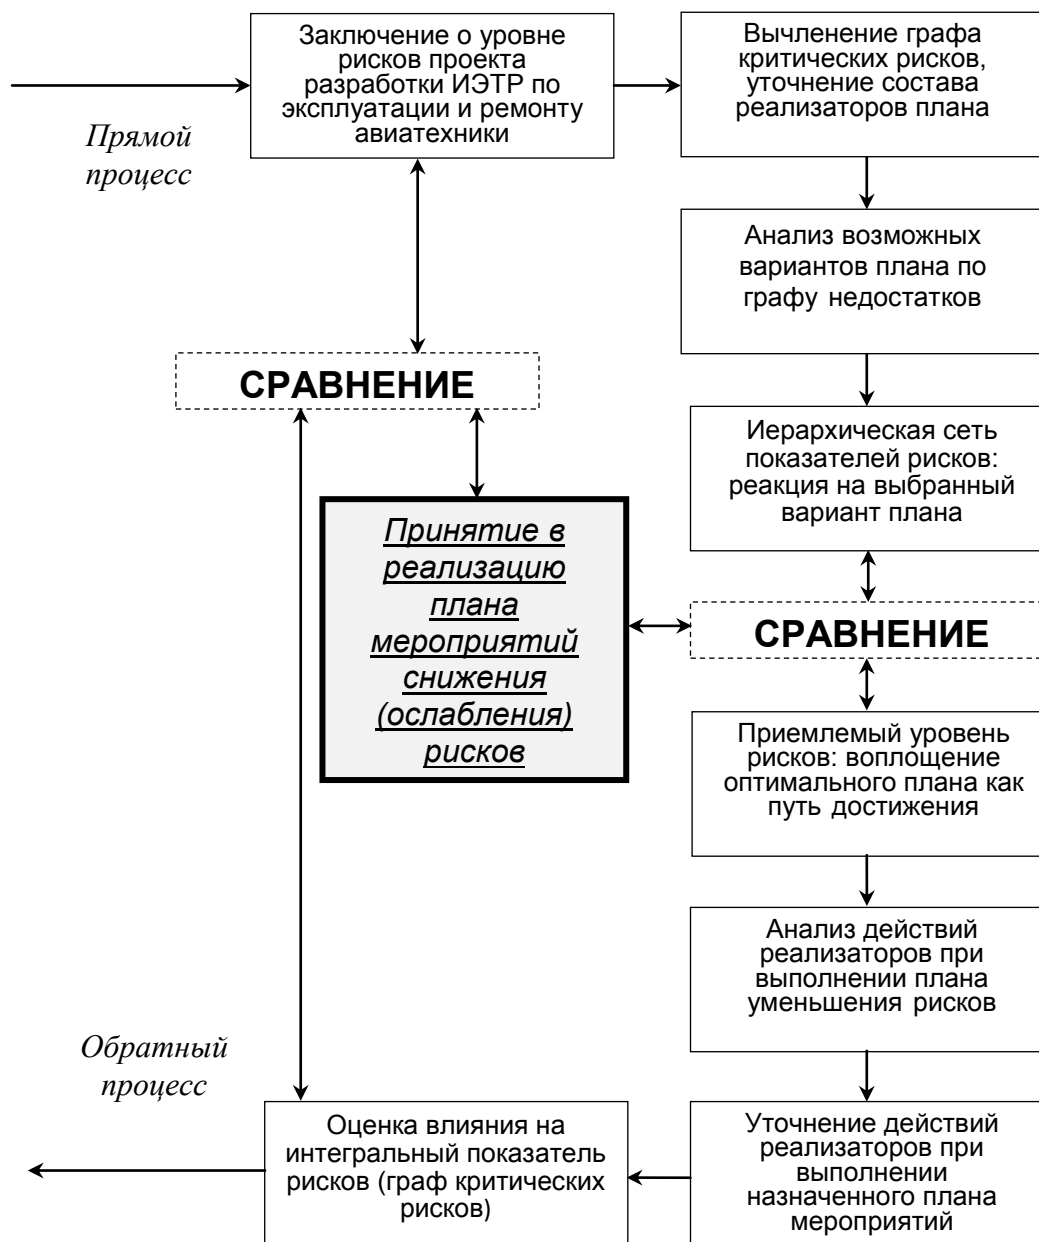 Заключение о уровне
рисков проекта
разработки ИЭТР по
эксплуатации и ремонту
авиатехники
Вычленение графа
критических рисков,
уточнение состава
реализаторов плана
Прямой
процесс
Анализ возможных
вариантов плана по
графу недостатков
СРАВНЕНИЕ
Иерархическая сеть
показателей рисков:
реакция на выбранный
вариант плана
Принятие в
реализацию
плана
мероприятий
снижения
(ослабления)
рисков
СРАВНЕНИЕ
Приемлемый уровень
рисков: воплощение
оптимального плана как
путь достижения
Анализ действий
реализаторов при
выполнении плана
уменьшения рисков
Обратный
процесс
Оценка влияния на
интегральный показатель
рисков (граф критических
рисков)
Уточнение действий
реализаторов при
выполнении
назначенного плана
мероприятий